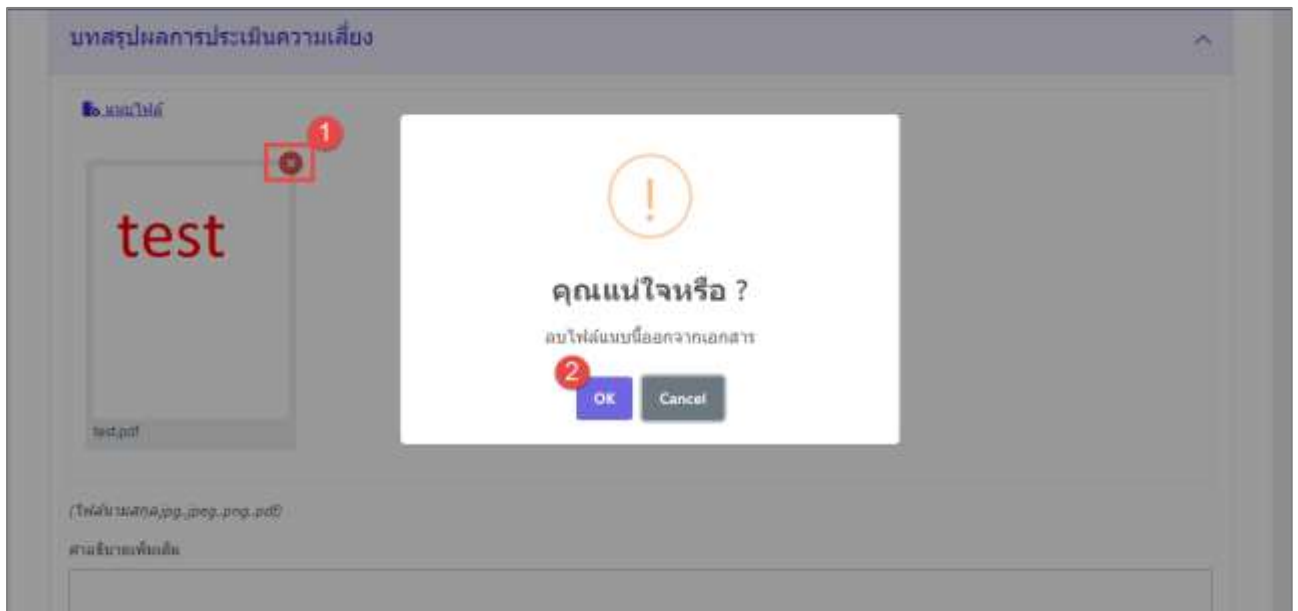 บทสรุปผลการประเมินความเสี่ยง
แนบไฟล์
1
test
test.pdf
!
คุณแน่ใจหรือ ?
ลบไฟล์แนบนี้ออกจากเอกสาร
2
OK
Cancel
(ไฟล์นามสกุล.jpg,.jpeg,.png,.pdf)
คำอธิบายเพิ่มเติม